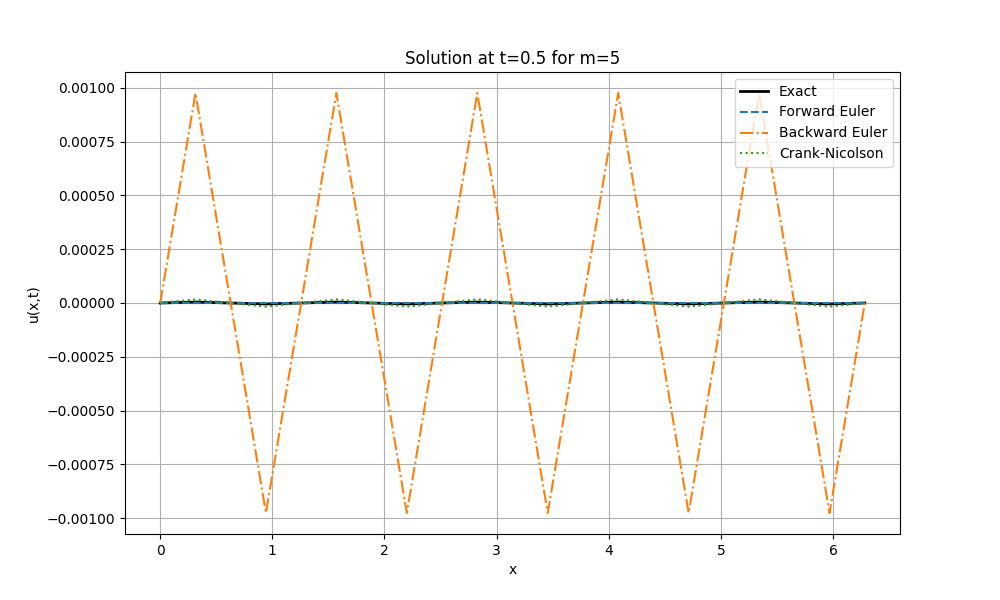 Solution at t=0.5 for m=5
Exact
Forward Euler
Backward Euler
Crank-Nicolson
0.00100
0.00075
0.00050
0.00025
0.00000
−0.00025
−0.00050
−0.00075
−0.00100
u(x,t)
0 1 2 3 4 5 6
x